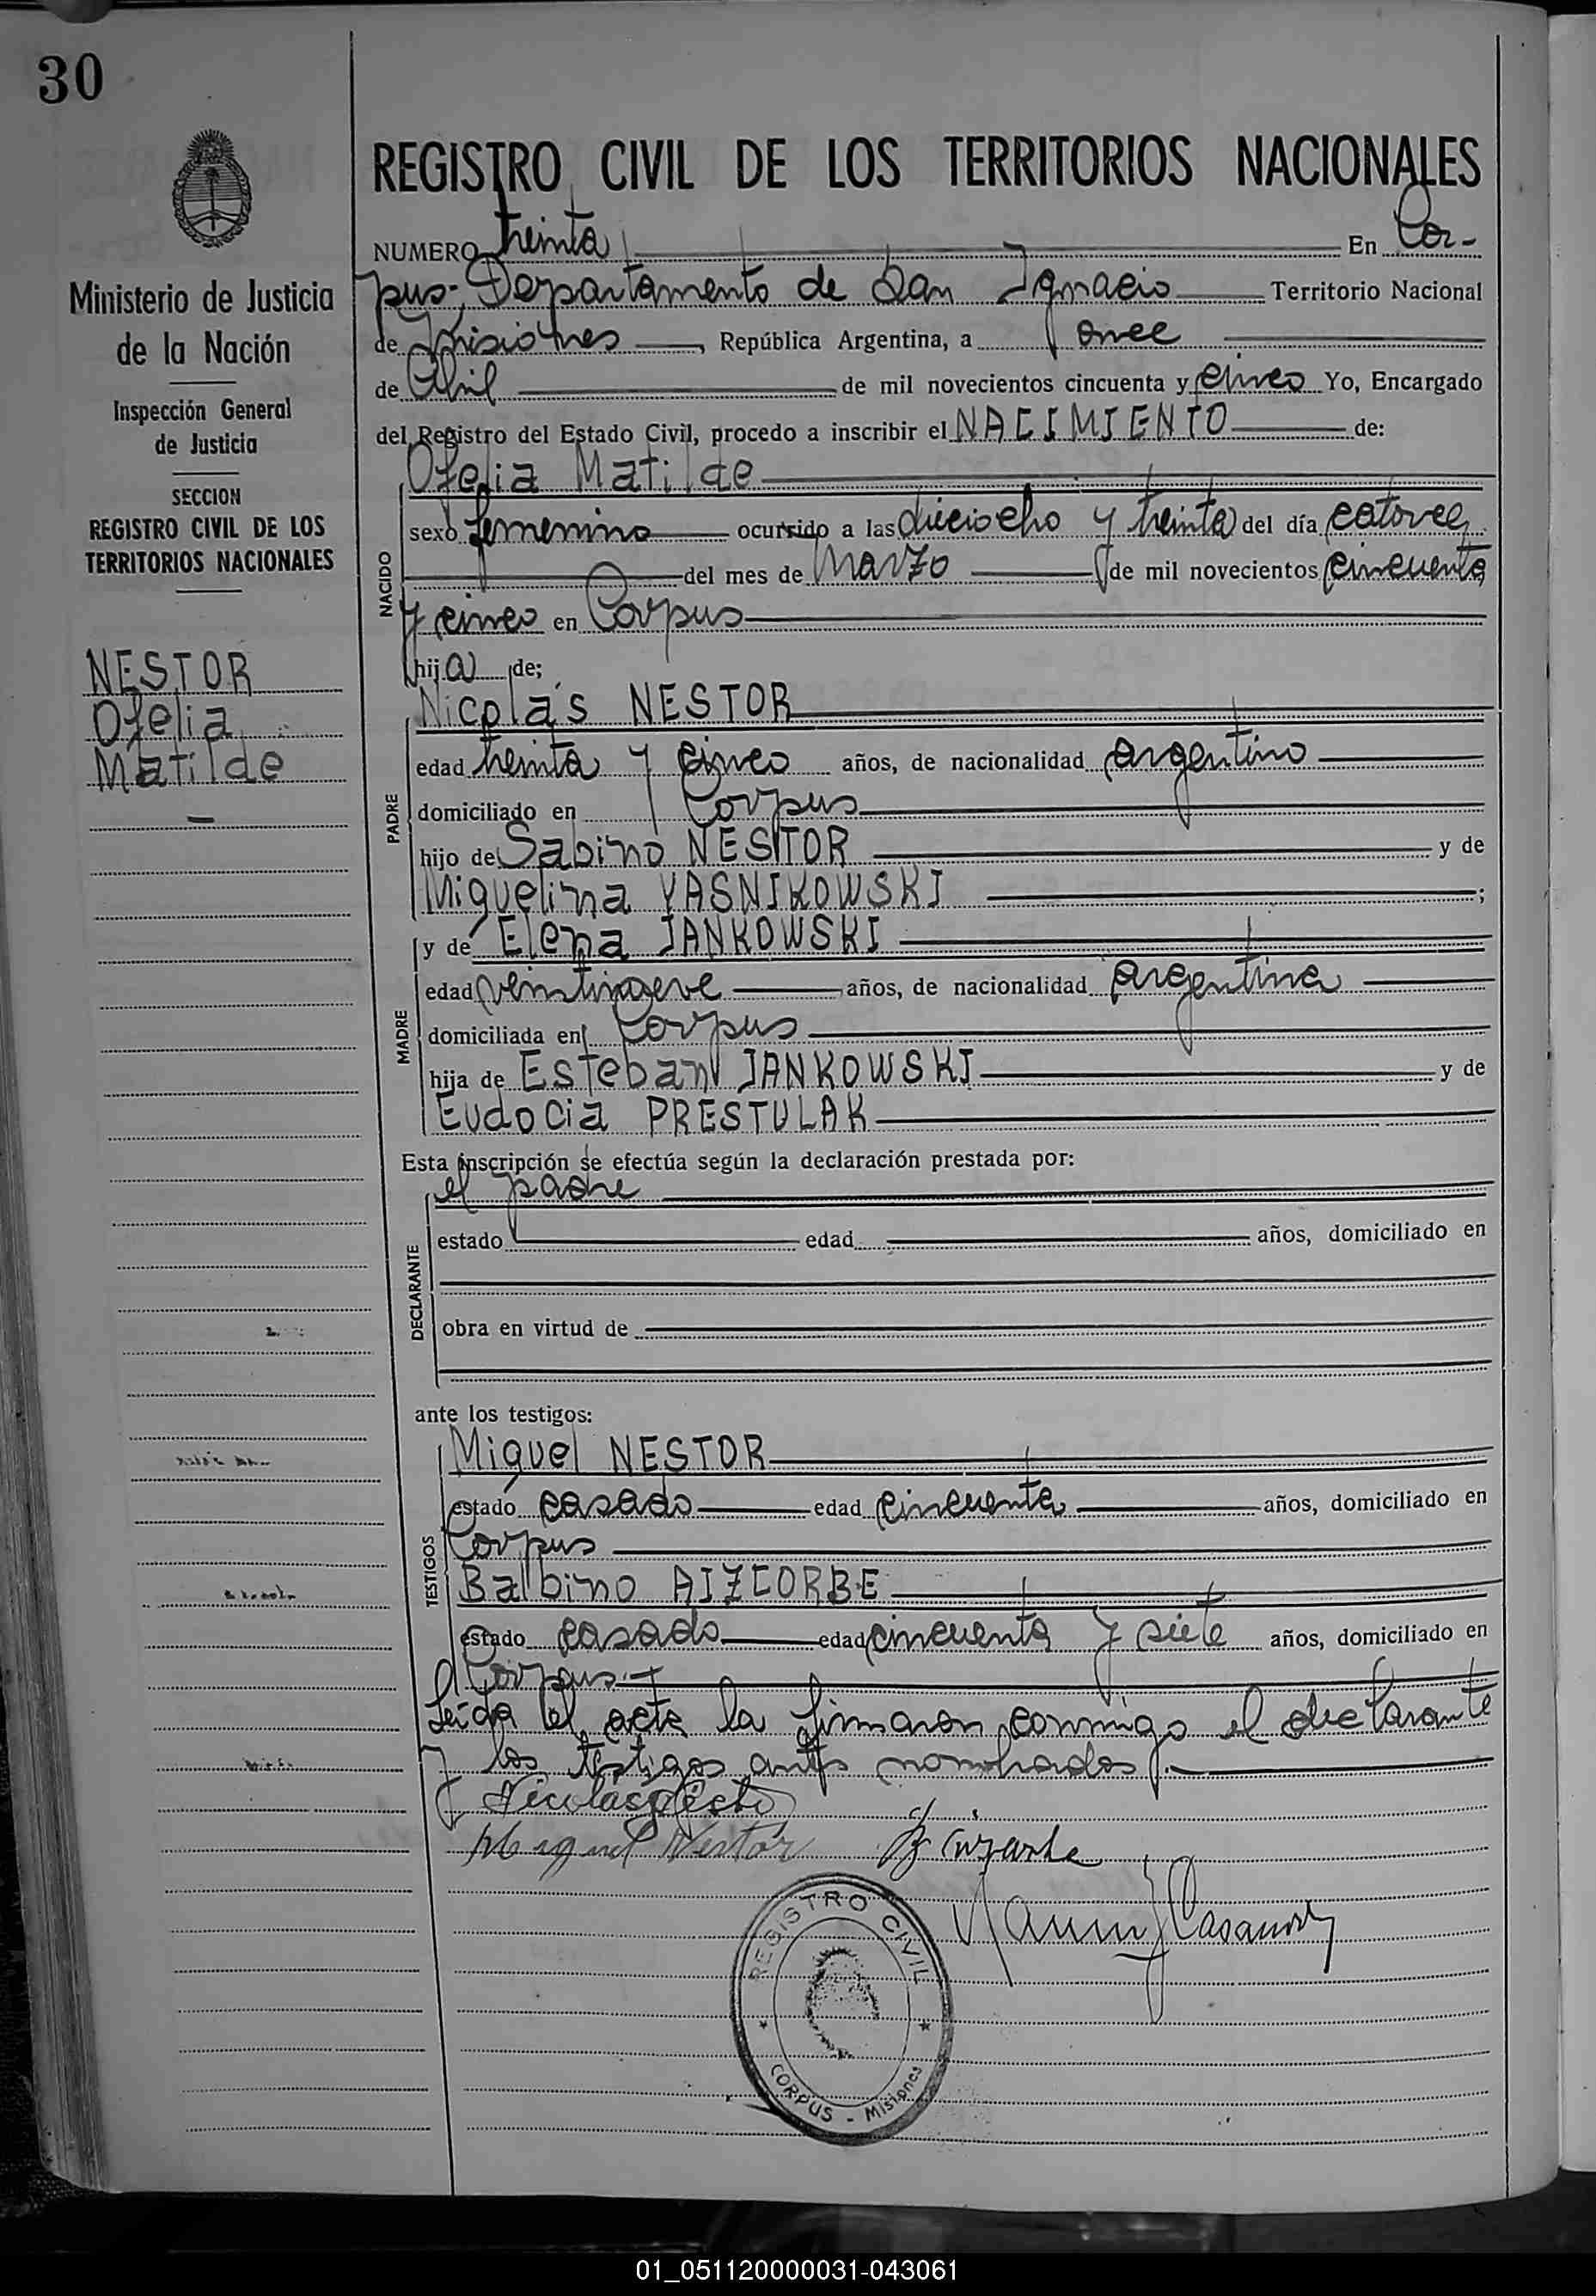 30
Ministerio de Justicia
de la Nación
Inspección General
de Justicia
SECCION
REGISTRO CIVIL DE LOS
TERRITORIOS NACIONALES
NESTOR
Ofelia
Matilde
REGISTRO CIVIL DE LOS TERRITORIOS NACIONALES
NUMERO treinta En Cor-
pus, Departamento de San Ignacio Territorio Nacional
de Misiones, República Argentina, a once
de Abril de mil novecientos cincuenta y cinco Yo, Encargado
del Registro del Estado Civil, procedo a inscribir el NACIMIENTO de:
NACIDO
Ofelia Matilde
sexo femenino ocurrido a las dieciocho y treinta del día catorce
del mes de Marzo de mil novecientos cincuenta
y cinco en Corpus
hija de;
PADRE
Nicolás NESTOR
edad treinta y cinco años, de nacionalidad argentino
domiciliado en Corpus
hijo de Sabino NESTOR y de
Miguelina YASNIKOWSKI ;
MADRE
y de Elena JANKOWSKI
edad veintinueve años, de nacionalidad argentina
domiciliada en Corpus
hija de Esteban JANKOWSKI y de
Eudocia PRESTULAK
Esta inscripción se efectúa según la declaración prestada por:
DECLARANTE
el padre
estado edad años, domiciliado en
obra en virtud de
ante los testigos:
TESTIGOS
Miguel NESTOR
estado casado edad cincuenta años, domiciliado en
Corpus
Balbino AIZCORBE
estado casado edad cincuenta y siete años, domiciliado en
Corpus.-
Leída el acta la firmaron conmigo el declarante
y los testigos antes nombrados.
Nicolas Nestor
Miguel Nestor
REGISTRO CIVIL
CORPUS - Misiones
01_051120000031-043061